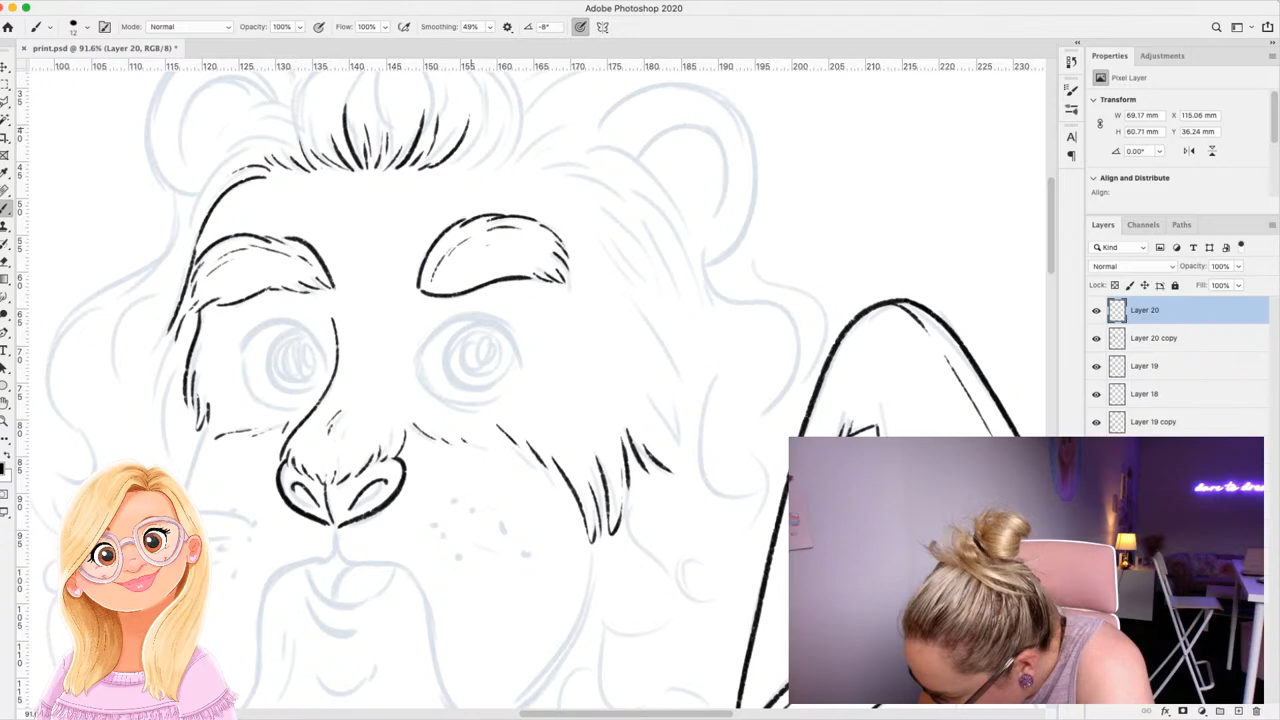 Adobe Photoshop 2020
12 Mode: Normal Opacity: 100% Flow: 100% Smoothing: 49% -8°
× print.psd @ 91.6% (Layer 20, RGB/8) *
100 105 110 115 120 125 130 135 140 145 150 155 160 165 170 175 180 185 190 195 200 205 210 215 220 225 230
Properties Adjustments
Pixel Layer
Transform
W 69.17 mm X 115.06 mm
H 60.71 mm Y 36.24 mm
0.00°
Align and Distribute
Align:
Layers Channels Paths
Kind
Normal Opacity: 100%
Lock: Fill: 100%
Layer 20
Layer 20 copy
Layer 19
Layer 18
Layer 19 copy